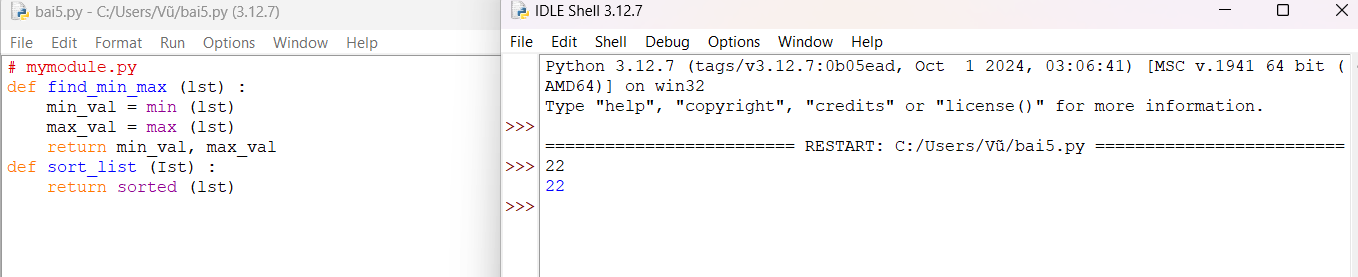 bai5.py - C:/Users/Vũ/bai5.py (3.12.7)
File Edit Format Run Options Window Help
# mymodule.py
def find_min_max (lst) :
    min_val = min (lst)
    max_val = max (lst)
    return min_val, max_val
def sort_list (Ist) :
    return sorted (lst)
IDLE Shell 3.12.7
File Edit Shell Debug Options Window Help
Python 3.12.7 (tags/v3.12.7:0b05ead, Oct  1 2024, 03:06:41) [MSC v.1941 64 bit (
AMD64)] on win32
Type "help", "copyright", "credits" or "license()" for more information.
>>>
========================= RESTART: C:/Users/Vũ/bai5.py =========================
>>> 22
22
>>>